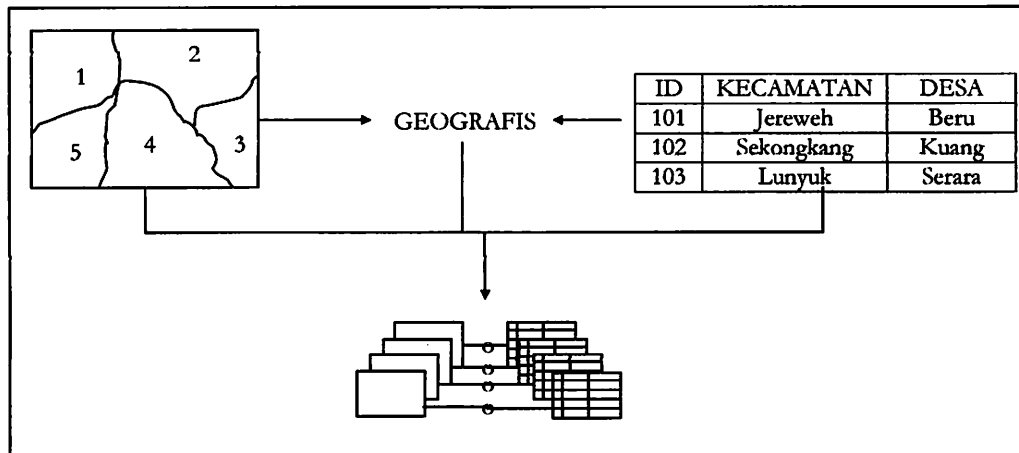 1
2
3
4
5
GEOGRAFIS
ID KECAMATAN DESA
101 Jereweh Beru
102 Sekongkang Kuang
103 Lunyuk Serara